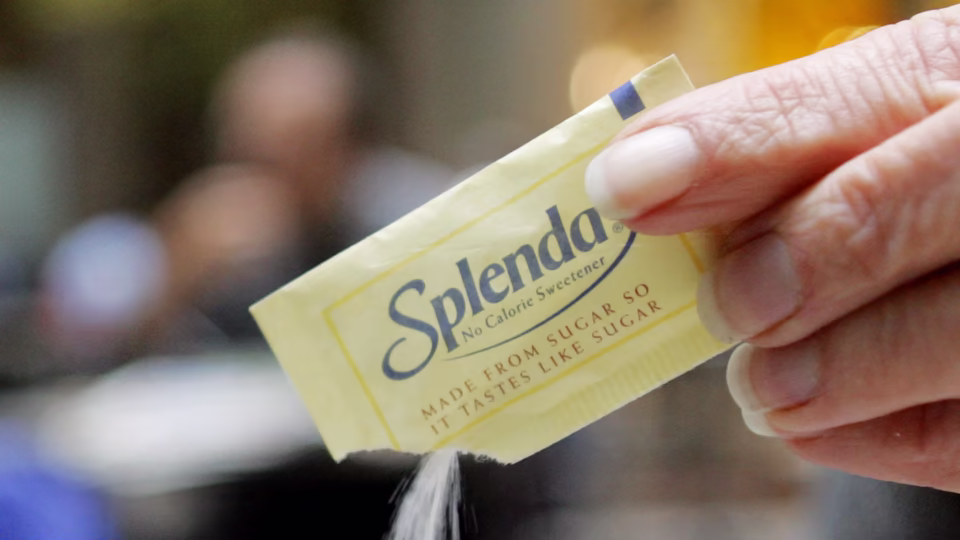 Splenda®
No Calorie Sweetener
MADE FROM SUGAR SO
IT TASTES LIKE SUGAR